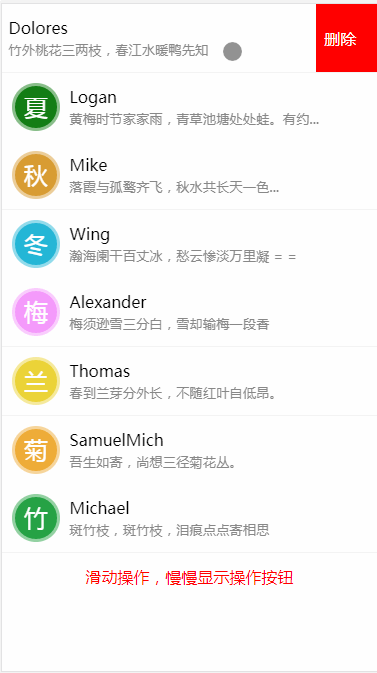 Dolores
竹外桃花三两枝，春江水暖鸭先知
删除
夏
Logan
黄梅时节家家雨，青草池塘处处蛙。有约...
秋
Mike
落霞与孤鹜齐飞，秋水共长天一色...
冬
Wing
瀚海阑干百丈冰，愁云惨淡万里凝 = =
梅
Alexander
梅须逊雪三分白，雪却输梅一段香
兰
Thomas
春到兰芽分外长，不随红叶自低昂。
菊
SamuelMich
吾生如寄，尚想三径菊花丛。
竹
Michael
斑竹枝，斑竹枝，泪痕点点寄相思
滑动操作，慢慢显示操作按钮